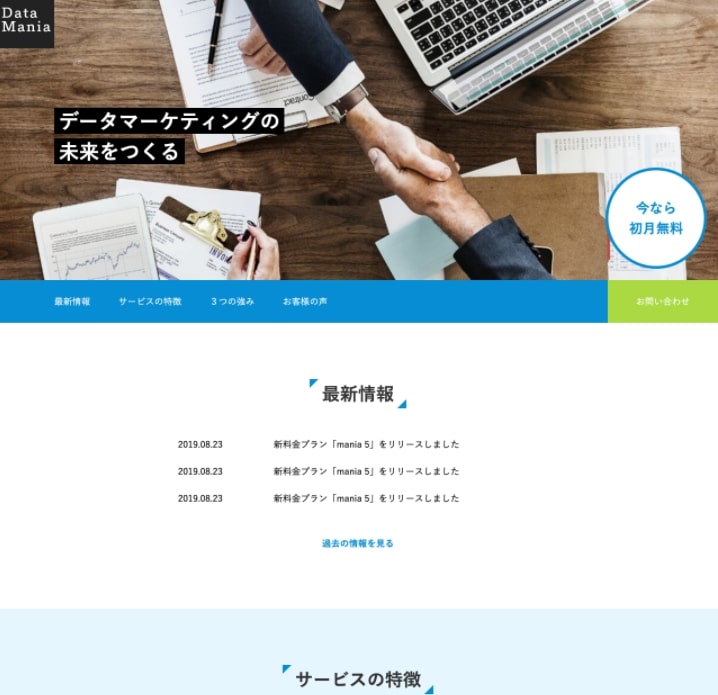 Data
Mania
Contract
データマーケティングの
未来をつくる
今なら
初月無料
最新情報
サービスの特徴
3つの強み
お客様の声
お問い合わせ
最新情報
2019.08.23 新料金プラン「mania 5」をリリースしました
2019.08.23 新料金プラン「mania 5」をリリースしました
2019.08.23 新料金プラン「mania 5」をリリースしました
過去の情報を見る
サービスの特徴